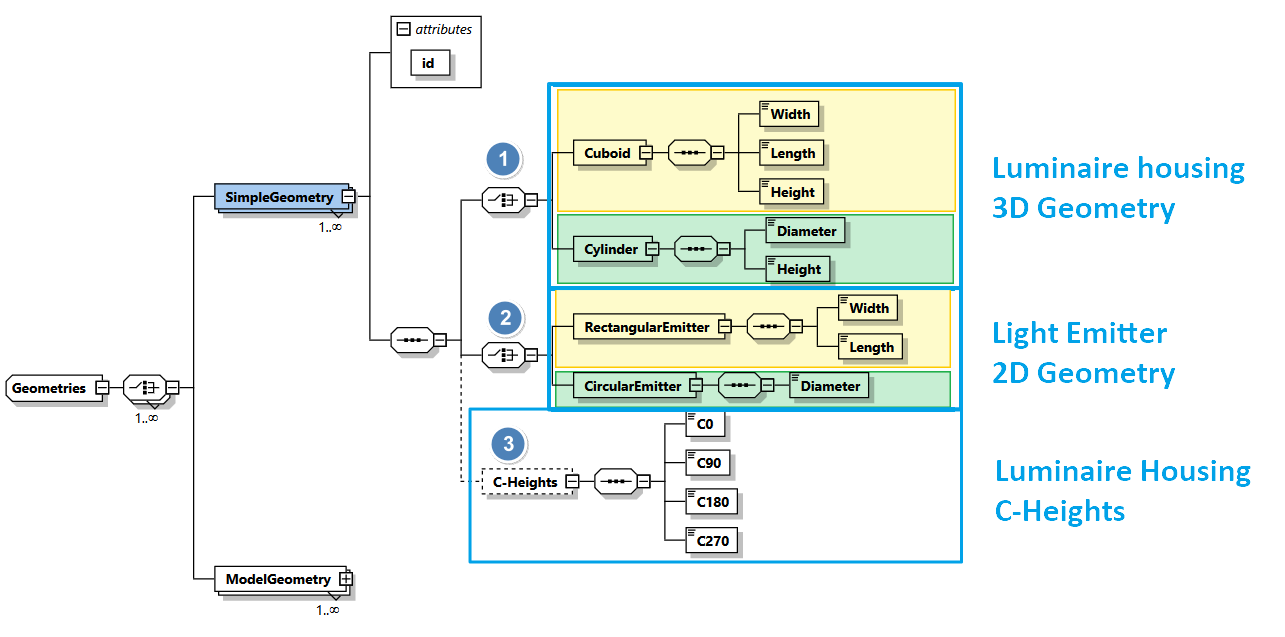 attributes
id
1
Cuboid
Width
Length
Height
Luminaire housing
3D Geometry
SimpleGeometry
1..∞
Cylinder
Diameter
Height
2
RectangularEmitter
Width
Length
Light Emitter
2D Geometry
CircularEmitter
Diameter
Geometries
1..∞
3
C-Heights
C0
C90
C180
C270
Luminaire Housing
C-Heights
ModelGeometry
1..∞